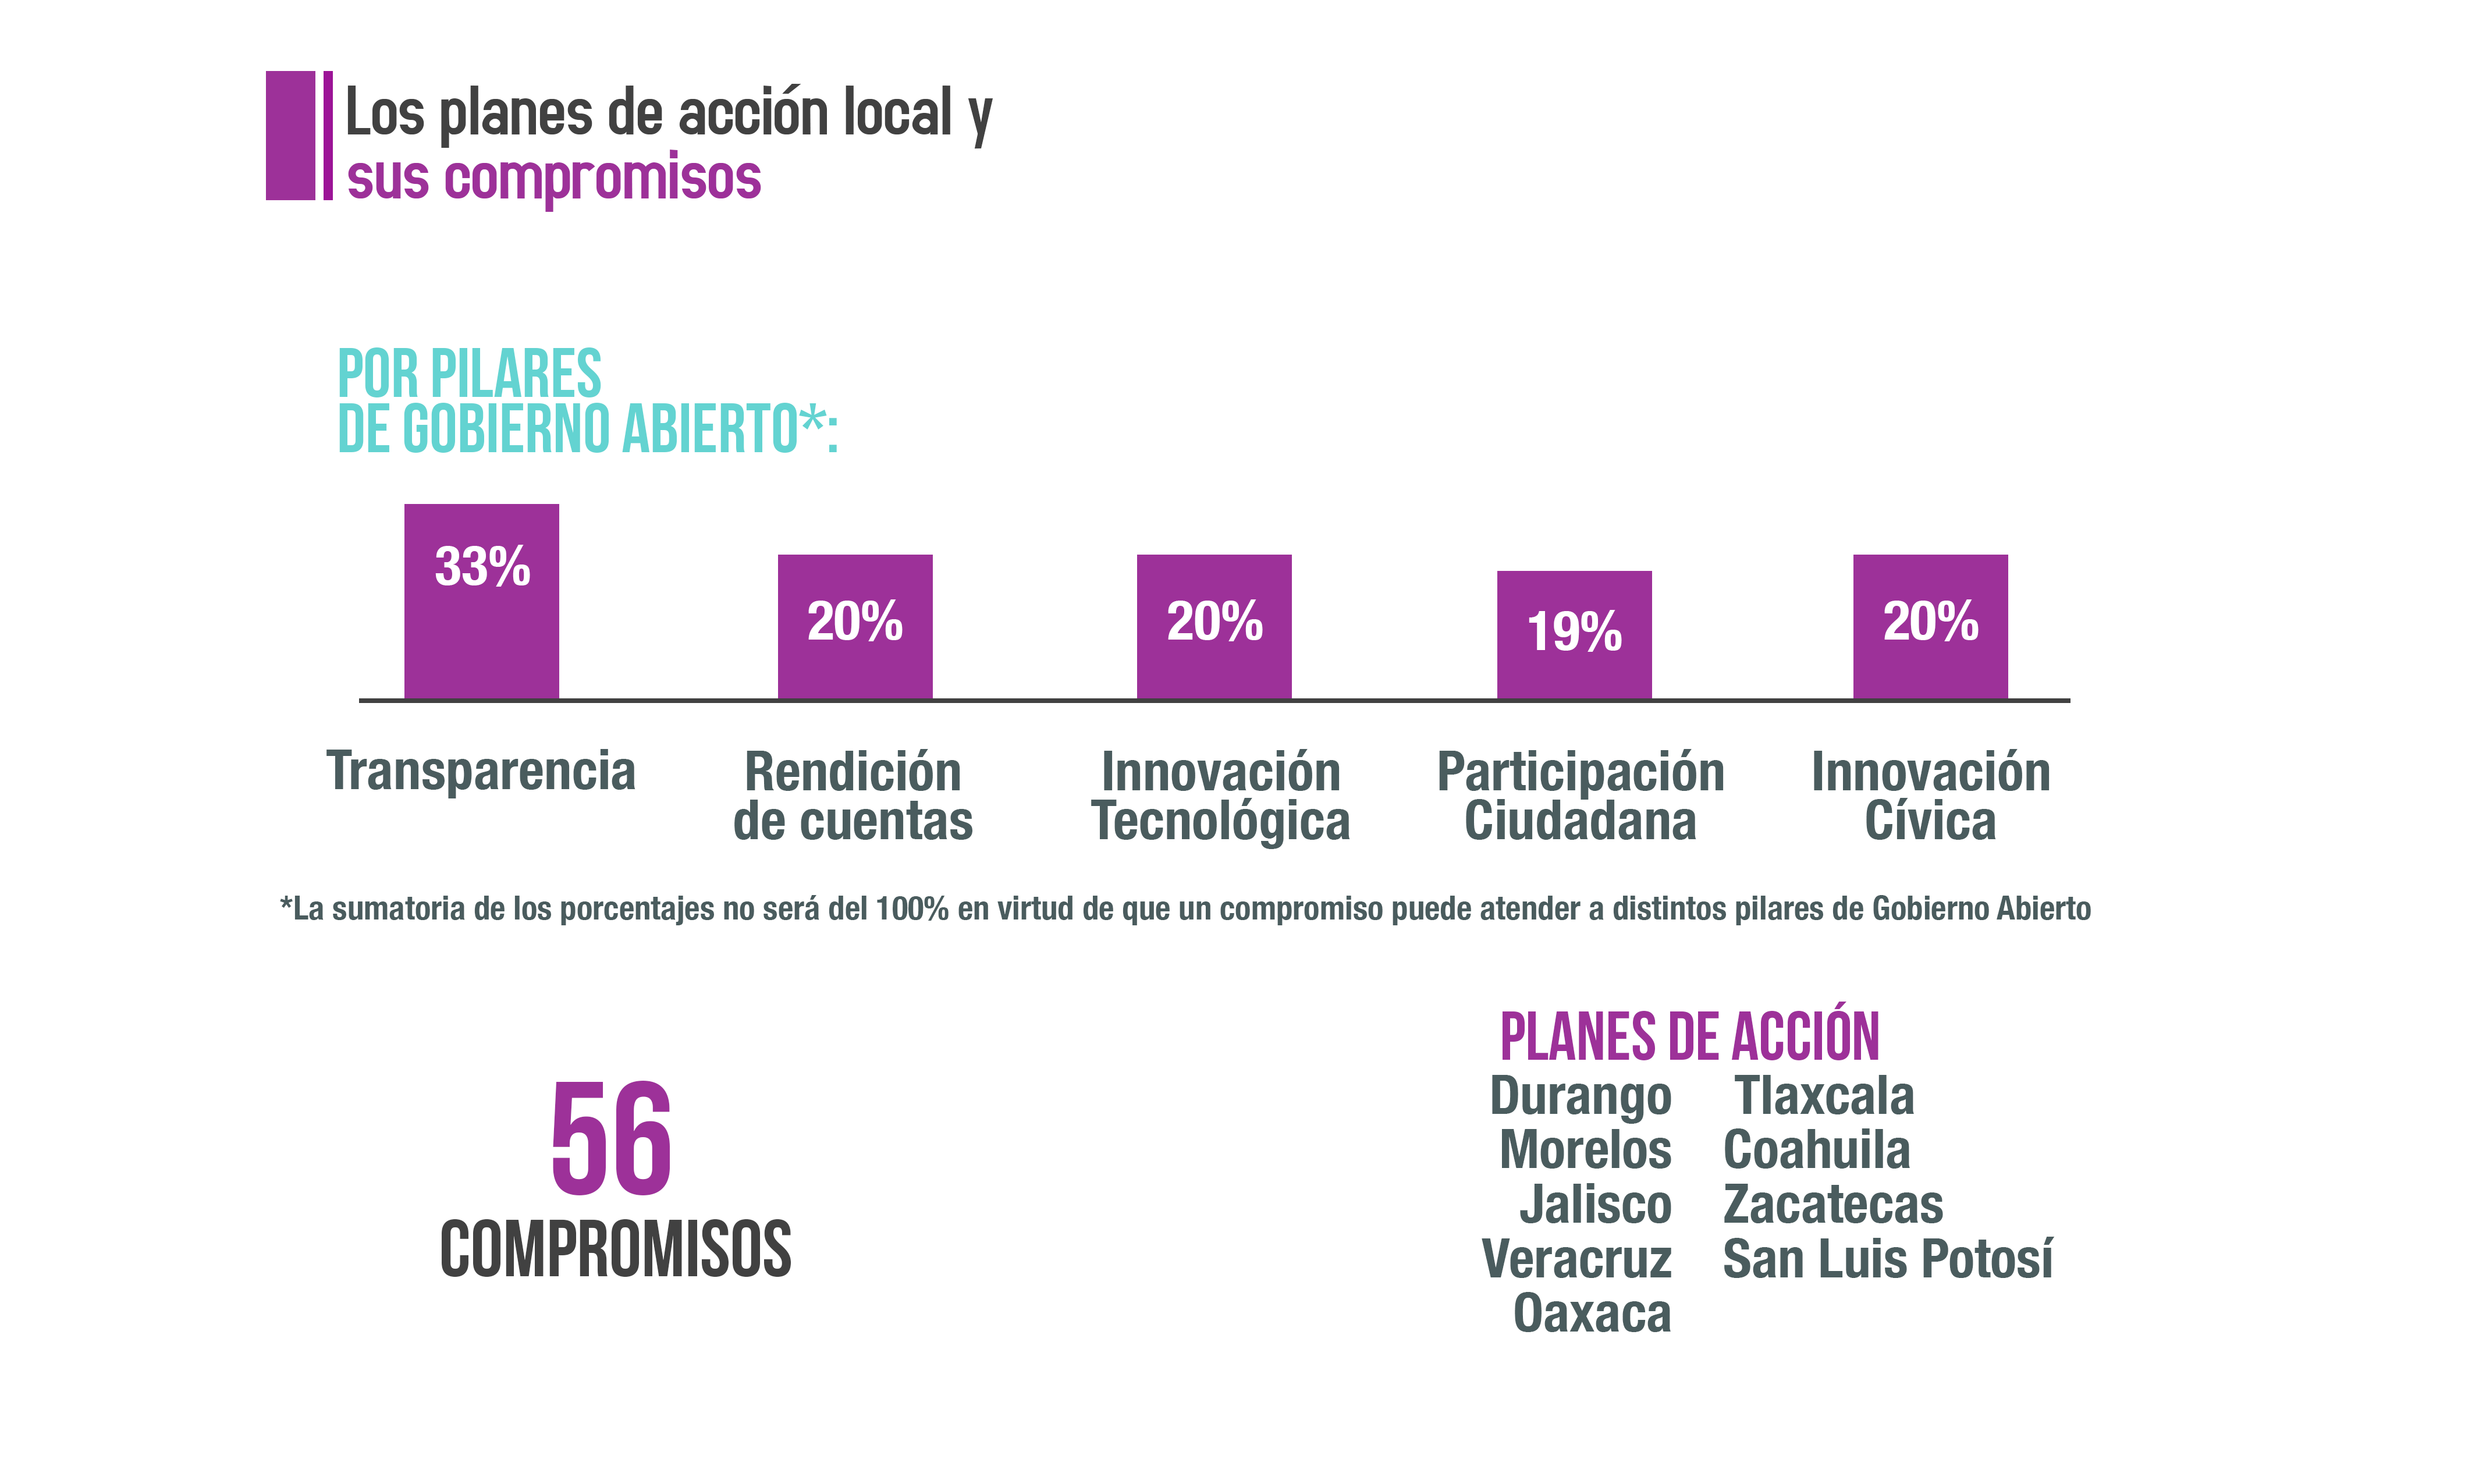 Los planes de acción local y
sus compromisos
POR PILARES
DE GOBIERNO ABIERTO*:
33%
20%
20%
19%
20%
Transparencia
Rendición
de cuentas
Innovación
Tecnológica
Participación
Ciudadana
Innovación
Cívica
*La sumatoria de los porcentajes no será del 100% en virtud de que un compromiso puede atender a distintos pilares de Gobierno Abierto
56
COMPROMISOS
PLANES DE ACCIÓN
Durango
Morelos
Jalisco
Veracruz
Oaxaca
Tlaxcala
Coahuila
Zacatecas
San Luis Potosí